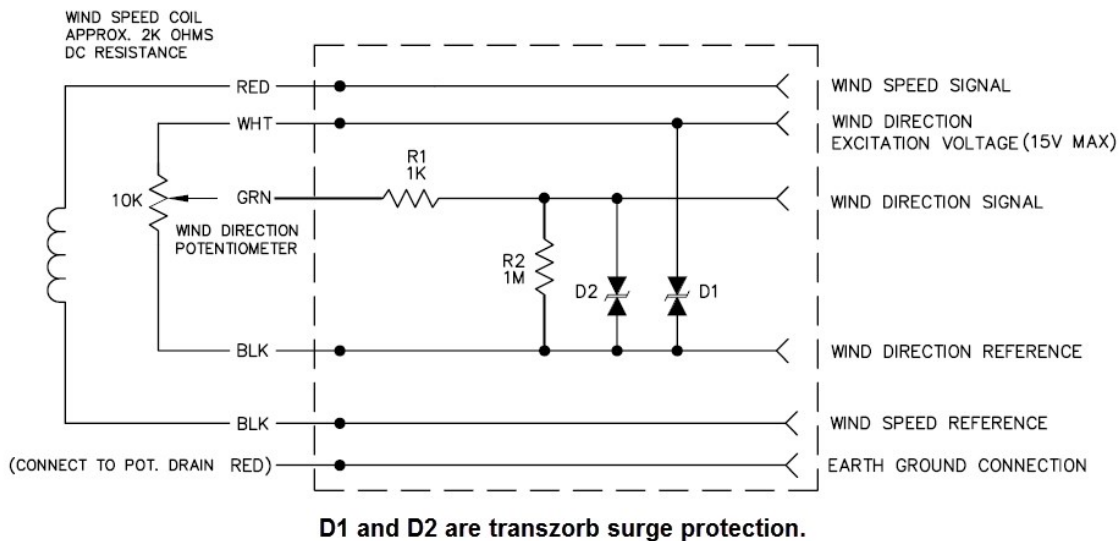 WIND SPEED COIL
APPROX. 2K OHMS
DC RESISTANCE
RED
WIND SPEED SIGNAL
WHT
WIND DIRECTION
EXCITATION VOLTAGE (15V MAX)
R1
1K
10K
GRN
WIND DIRECTION SIGNAL
WIND DIRECTION
POTENTIOMETER
R2
1M
D2
D1
BLK
WIND DIRECTION REFERENCE
BLK
WIND SPEED REFERENCE
(CONNECT TO POT. DRAIN RED)
EARTH GROUND CONNECTION
D1 and D2 are transzorb surge protection.